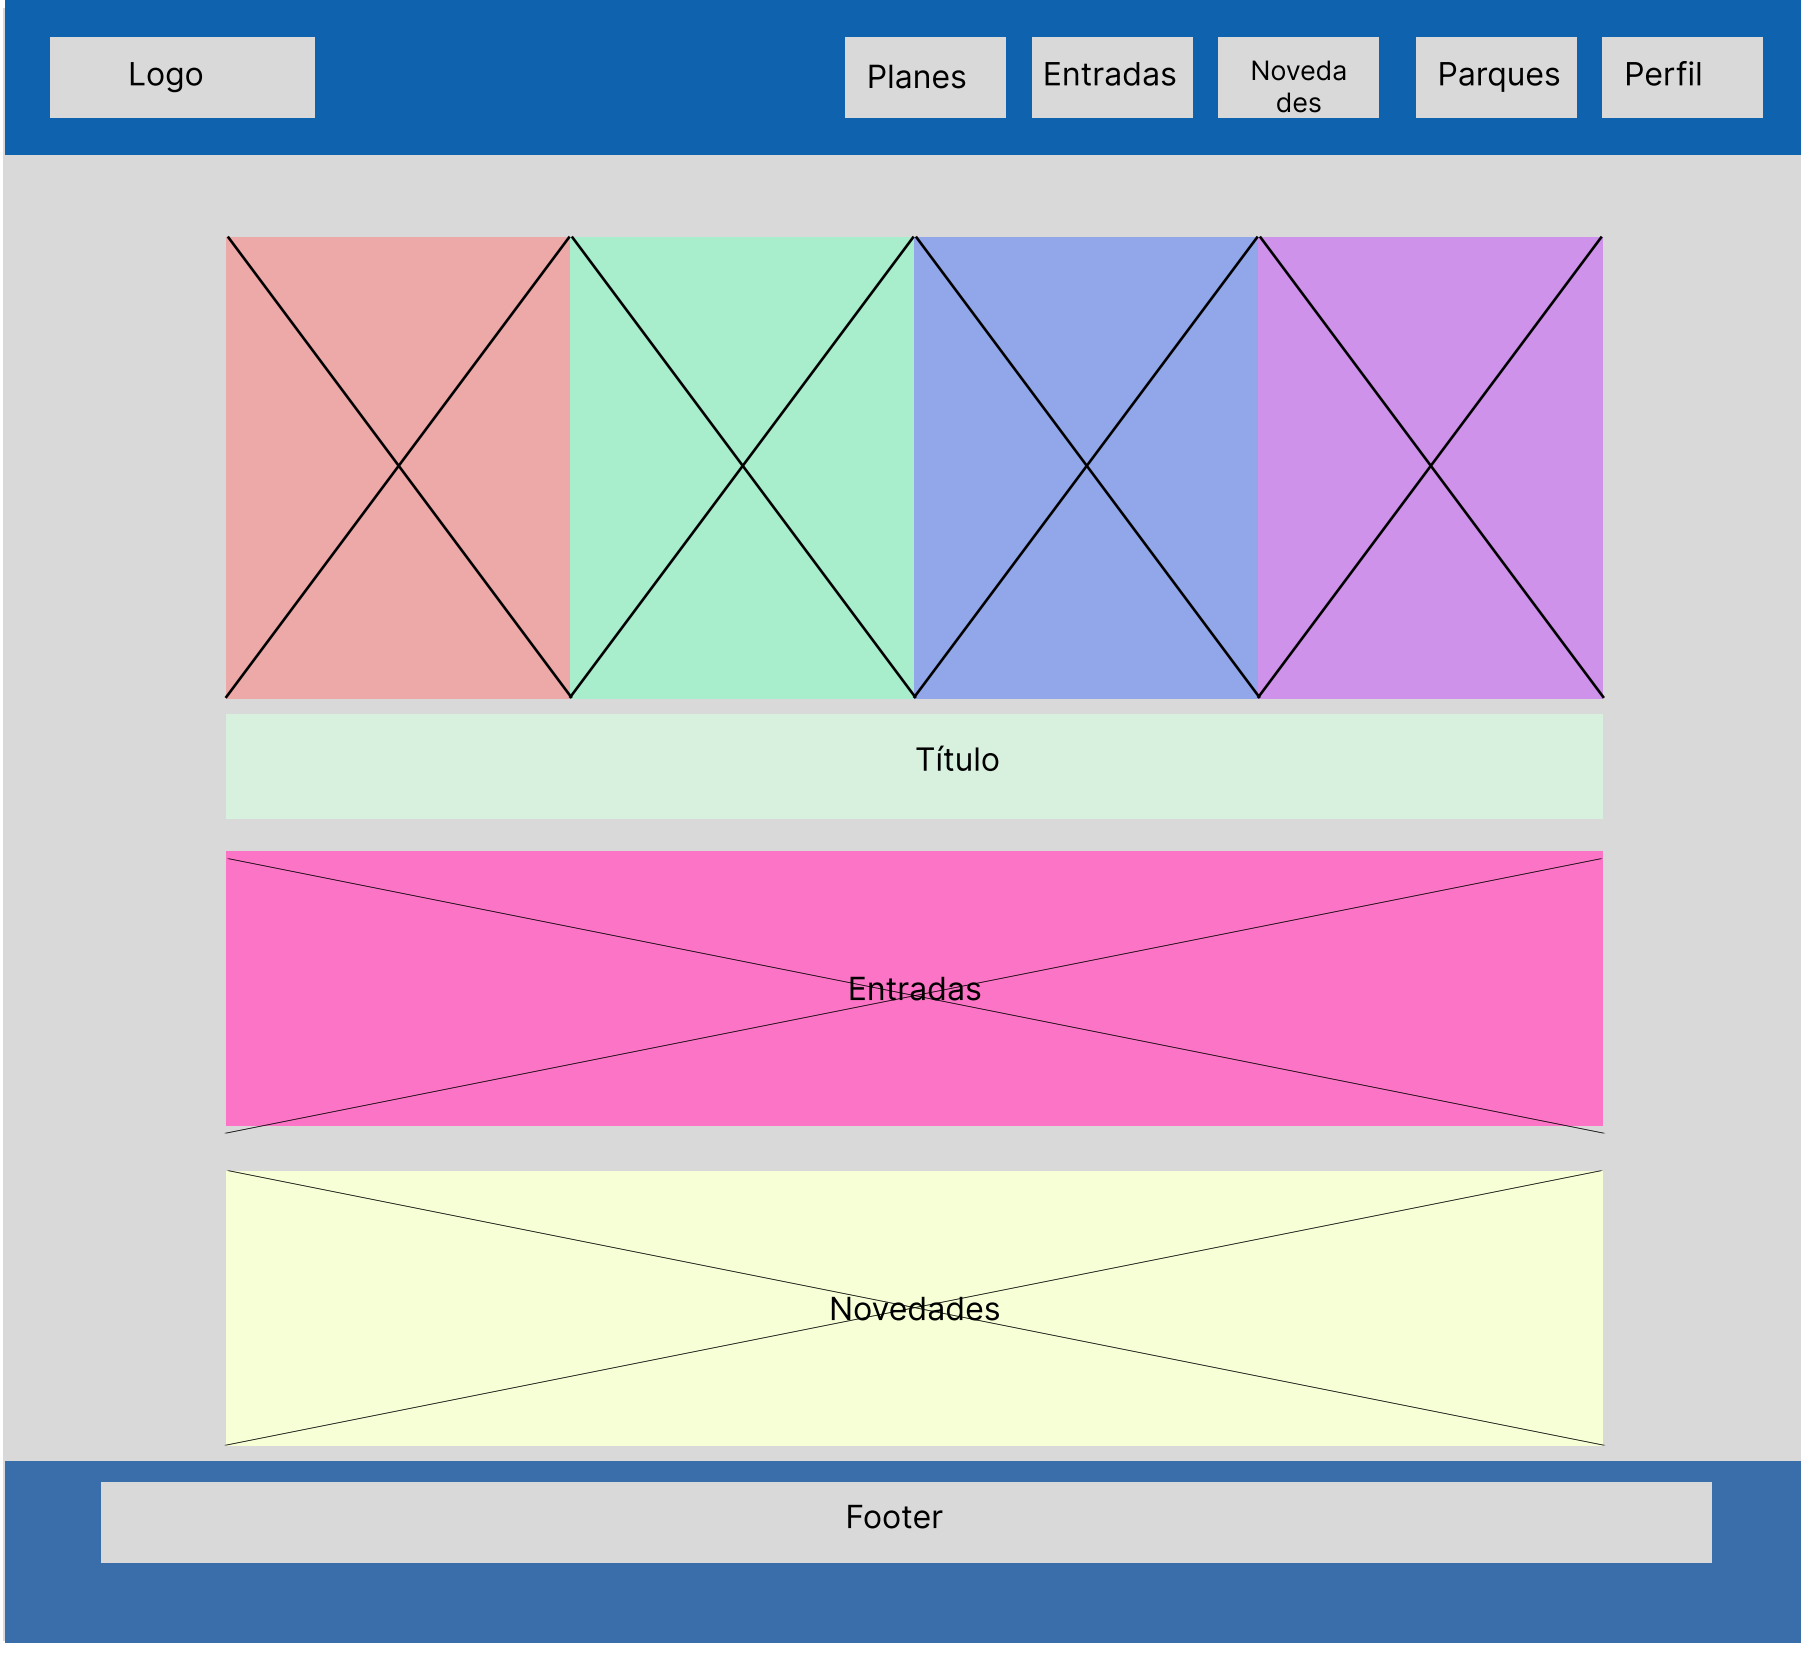 Logo
Planes
Entradas
Noveda
des
Parques
Perfil
Título
Entradas
Novedades
Footer